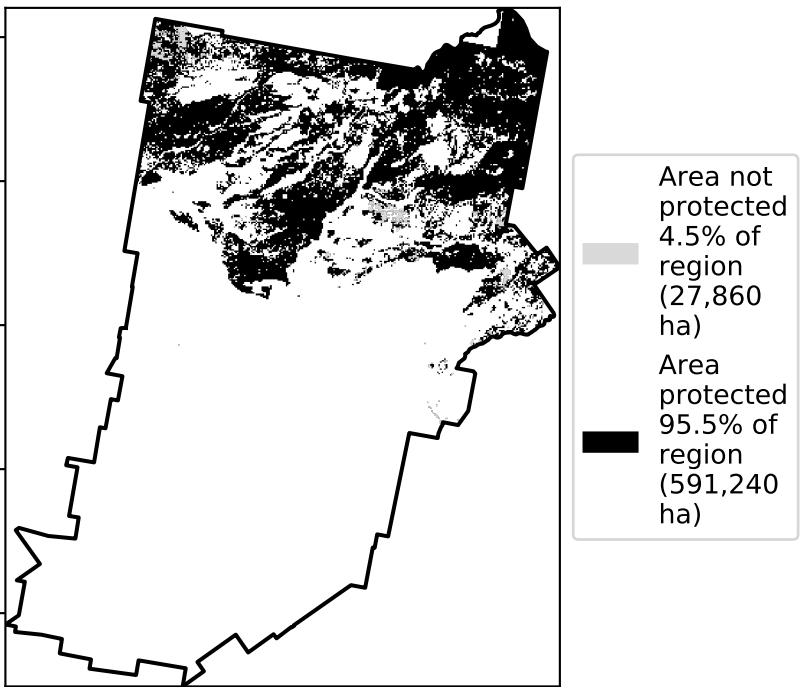 Area not
protected
4.5% of
region
(27,860
ha)
Area
protected
95.5% of
region
(591,240
ha)